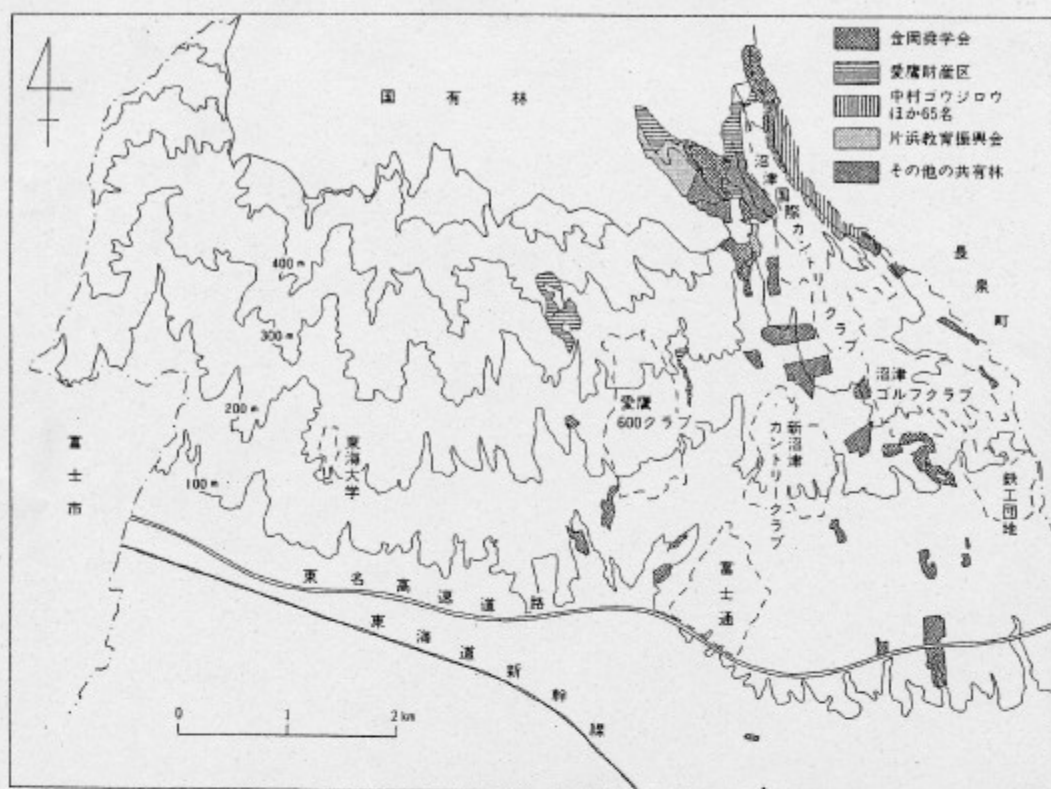 金岡奨学会
愛鷹財産区
中村ゴウジロウ
ほか65名
片浜教育振興会
その他の共有林
国有林
沼津国際カントリークラブ
長泉町
400m
300m
200m
100m
愛鷹
600クラブ
沼津
ゴルフクラブ
新沼津
カントリークラブ
東海大学
鉄工団地
富士市
富士通
東名高速道路
東海道新幹線
0 1 2km